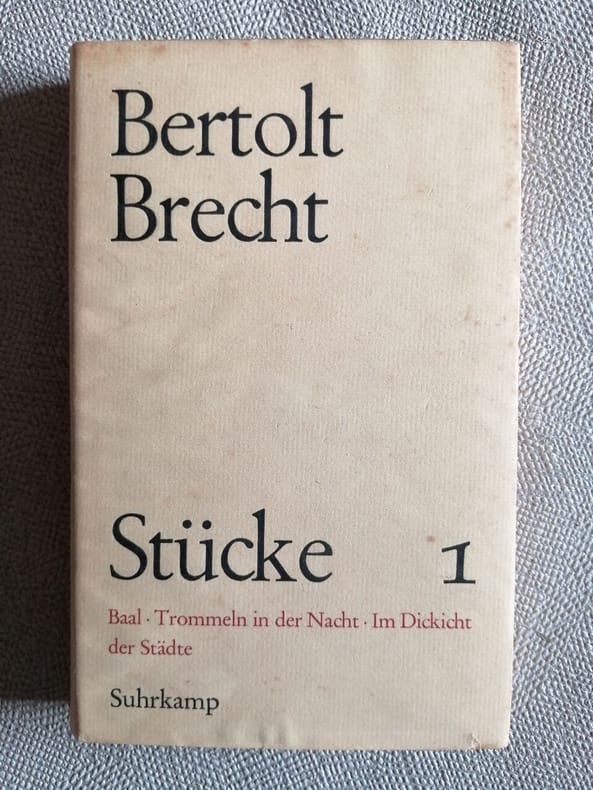 Bertolt
Brecht
Stücke 1
Baal · Trommeln in der Nacht · Im Dickicht
der Städte
Suhrkamp